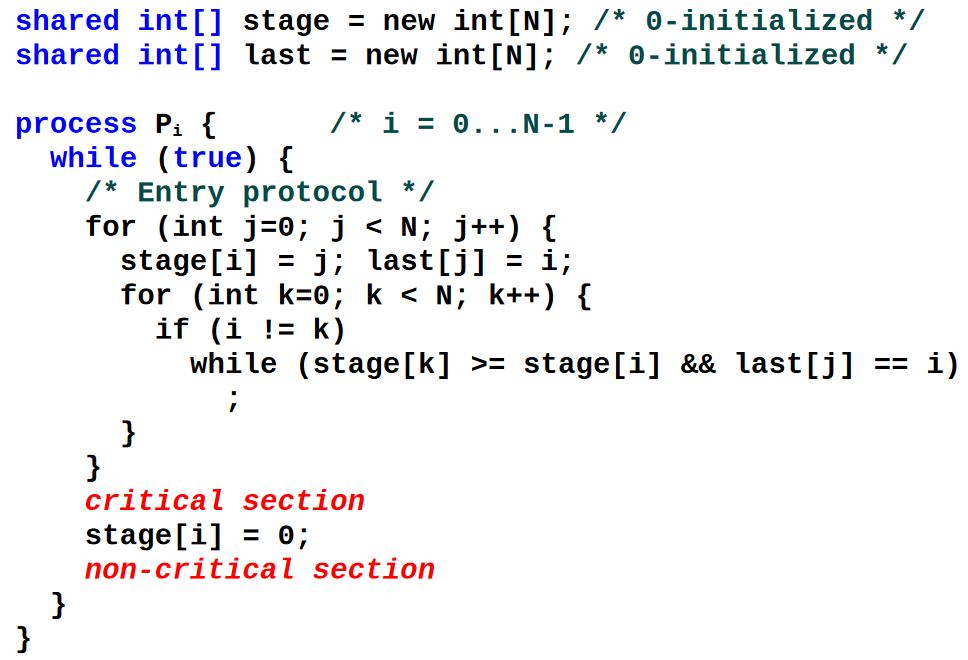 shared int[] stage = new int[N]; /* 0-initialized */
shared int[] last = new int[N]; /* 0-initialized */
process Pi { /* i = 0...N-1 */
while (true) {
/* Entry protocol */
for (int j=0; j < N; j++) {
stage[i] = j; last[j] = i;
for (int k=0; k < N; k++) {
if (i != k)
while (stage[k] >= stage[i] && last[j] == i)
;
}
}
critical section
stage[i] = 0;
non-critical section
}
}